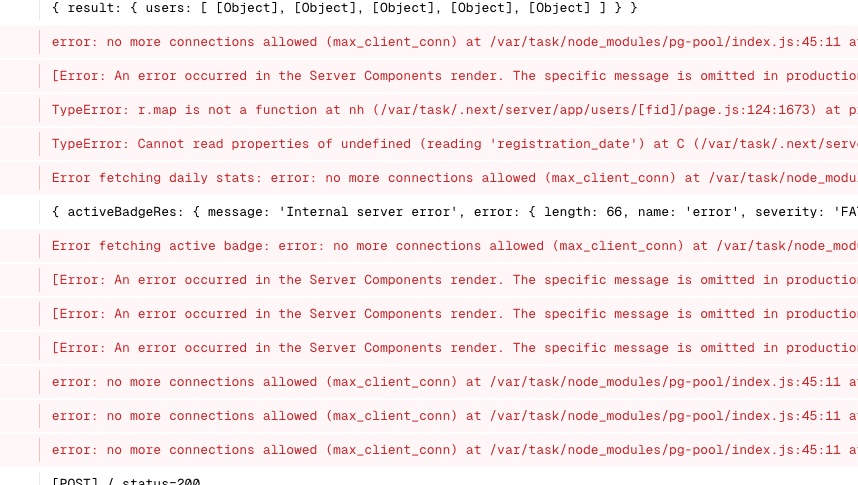 { result: { users: [ [Object], [Object], [Object], [Object], [Object] ] } }
error: no more connections allowed (max_client_conn) at /var/task/node_modules/pg-pool/index.js:45:11 a
[Error: An error occurred in the Server Components render. The specific message is omitted in productio
TypeError: r.map is not a function at nh (/var/task/.next/server/app/users/[fid]/page.js:124:1673) at p
TypeError: Cannot read properties of undefined (reading 'registration_date') at C (/var/task/.next/serv
Error fetching daily stats: error: no more connections allowed (max_client_conn) at /var/task/node_modu
{ activeBadgeRes: { message: 'Internal server error', error: { length: 66, name: 'error', severity: 'FA
Error fetching active badge: error: no more connections allowed (max_client_conn) at /var/task/node_mod
[Error: An error occurred in the Server Components render. The specific message is omitted in productio
[Error: An error occurred in the Server Components render. The specific message is omitted in productio
[Error: An error occurred in the Server Components render. The specific message is omitted in productio
error: no more connections allowed (max_client_conn) at /var/task/node_modules/pg-pool/index.js:45:11 a
error: no more connections allowed (max_client_conn) at /var/task/node_modules/pg-pool/index.js:45:11 a
error: no more connections allowed (max_client_conn) at /var/task/node_modules/pg-pool/index.js:45:11 a
[POST] / status=200